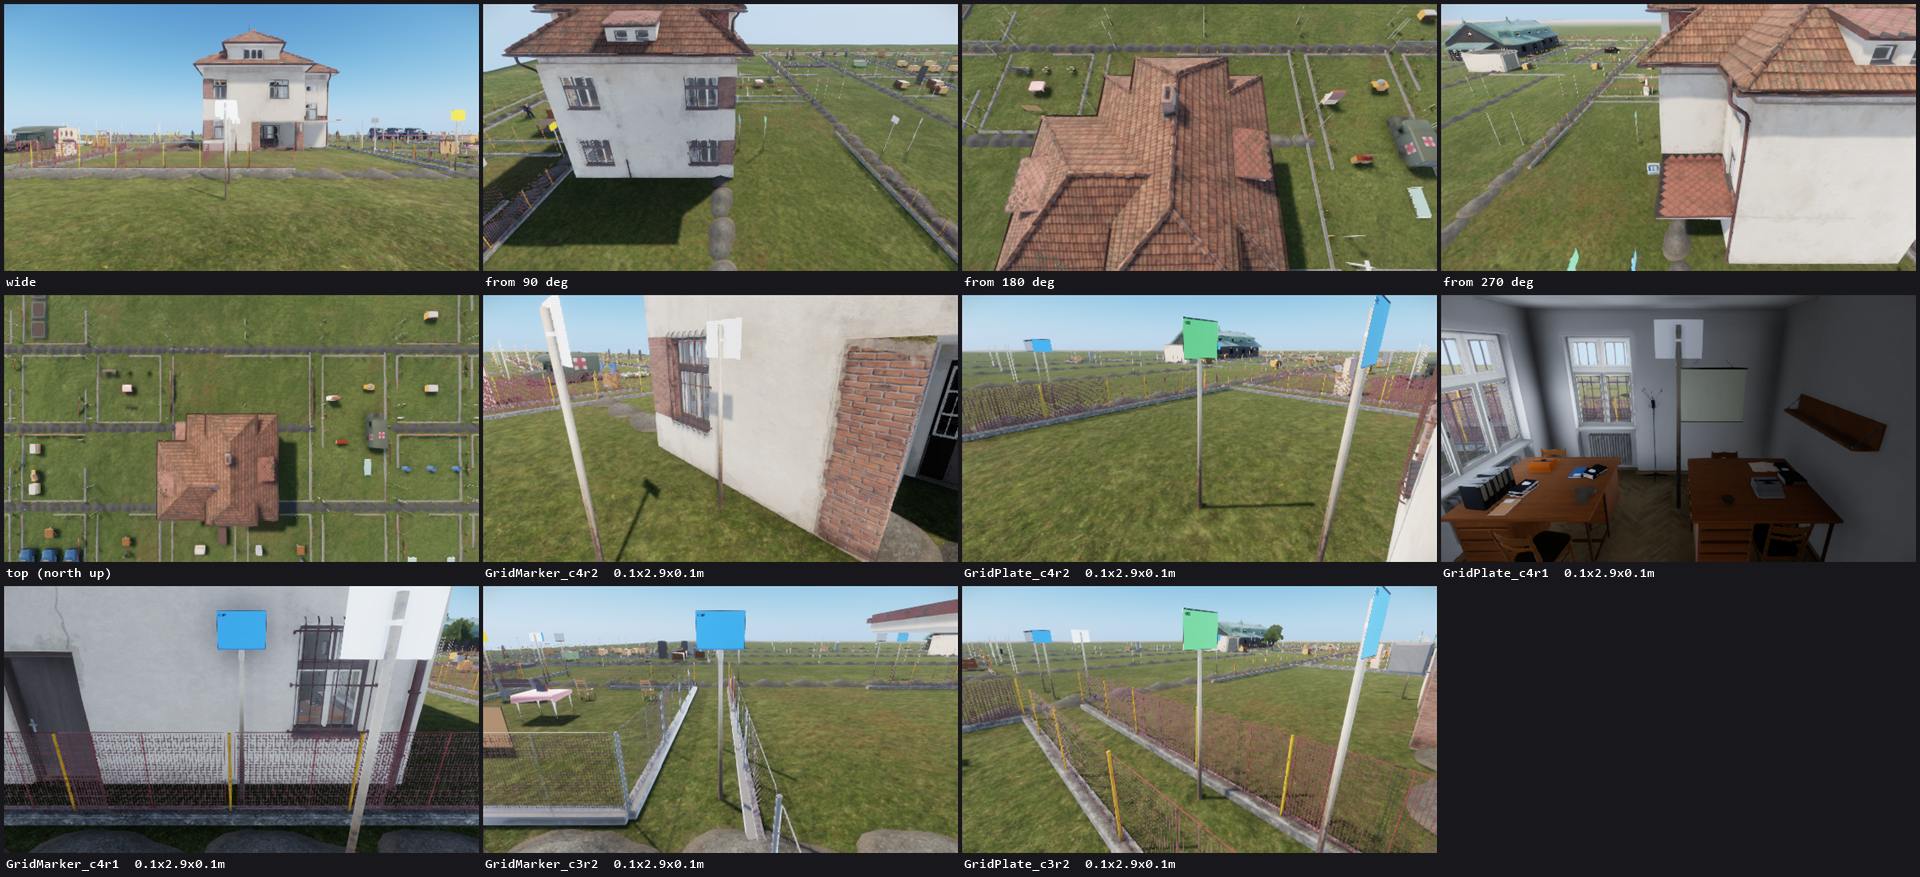 wide
from 90 deg
from 180 deg
from 270 deg
top (north up)
GridMarker_c4r2 0.1x2.9x0.1m
GridPlate_c4r2 0.1x2.9x0.1m
GridPlate_c4r1 0.1x2.9x0.1m
GridMarker_c4r1 0.1x2.9x0.1m
GridMarker_c3r2 0.1x2.9x0.1m
GridPlate_c3r2 0.1x2.9x0.1m